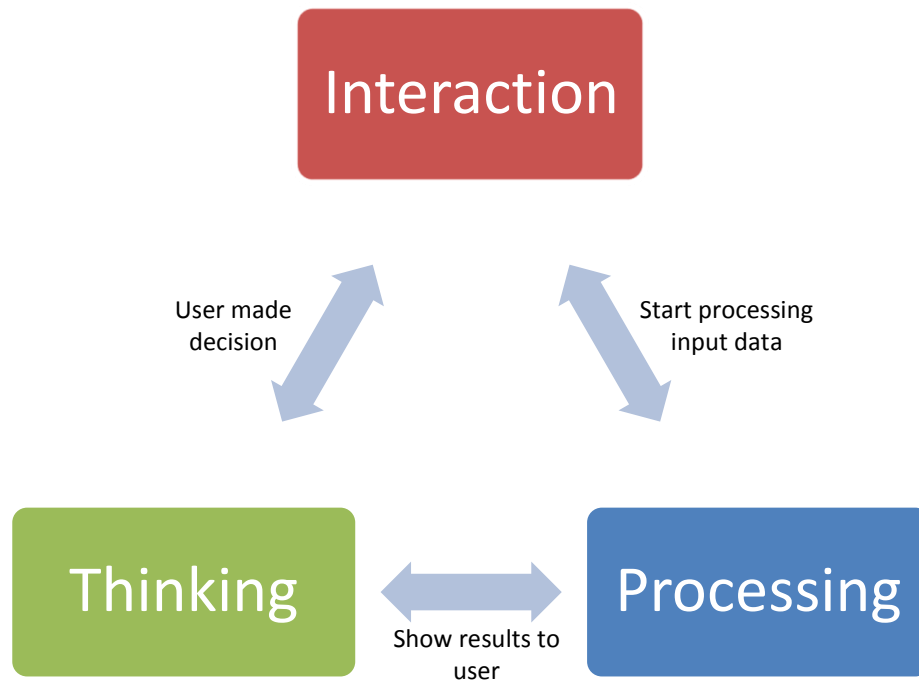 Interaction
User made
decision
Start processing
input data
Thinking
Processing
Show results to
user